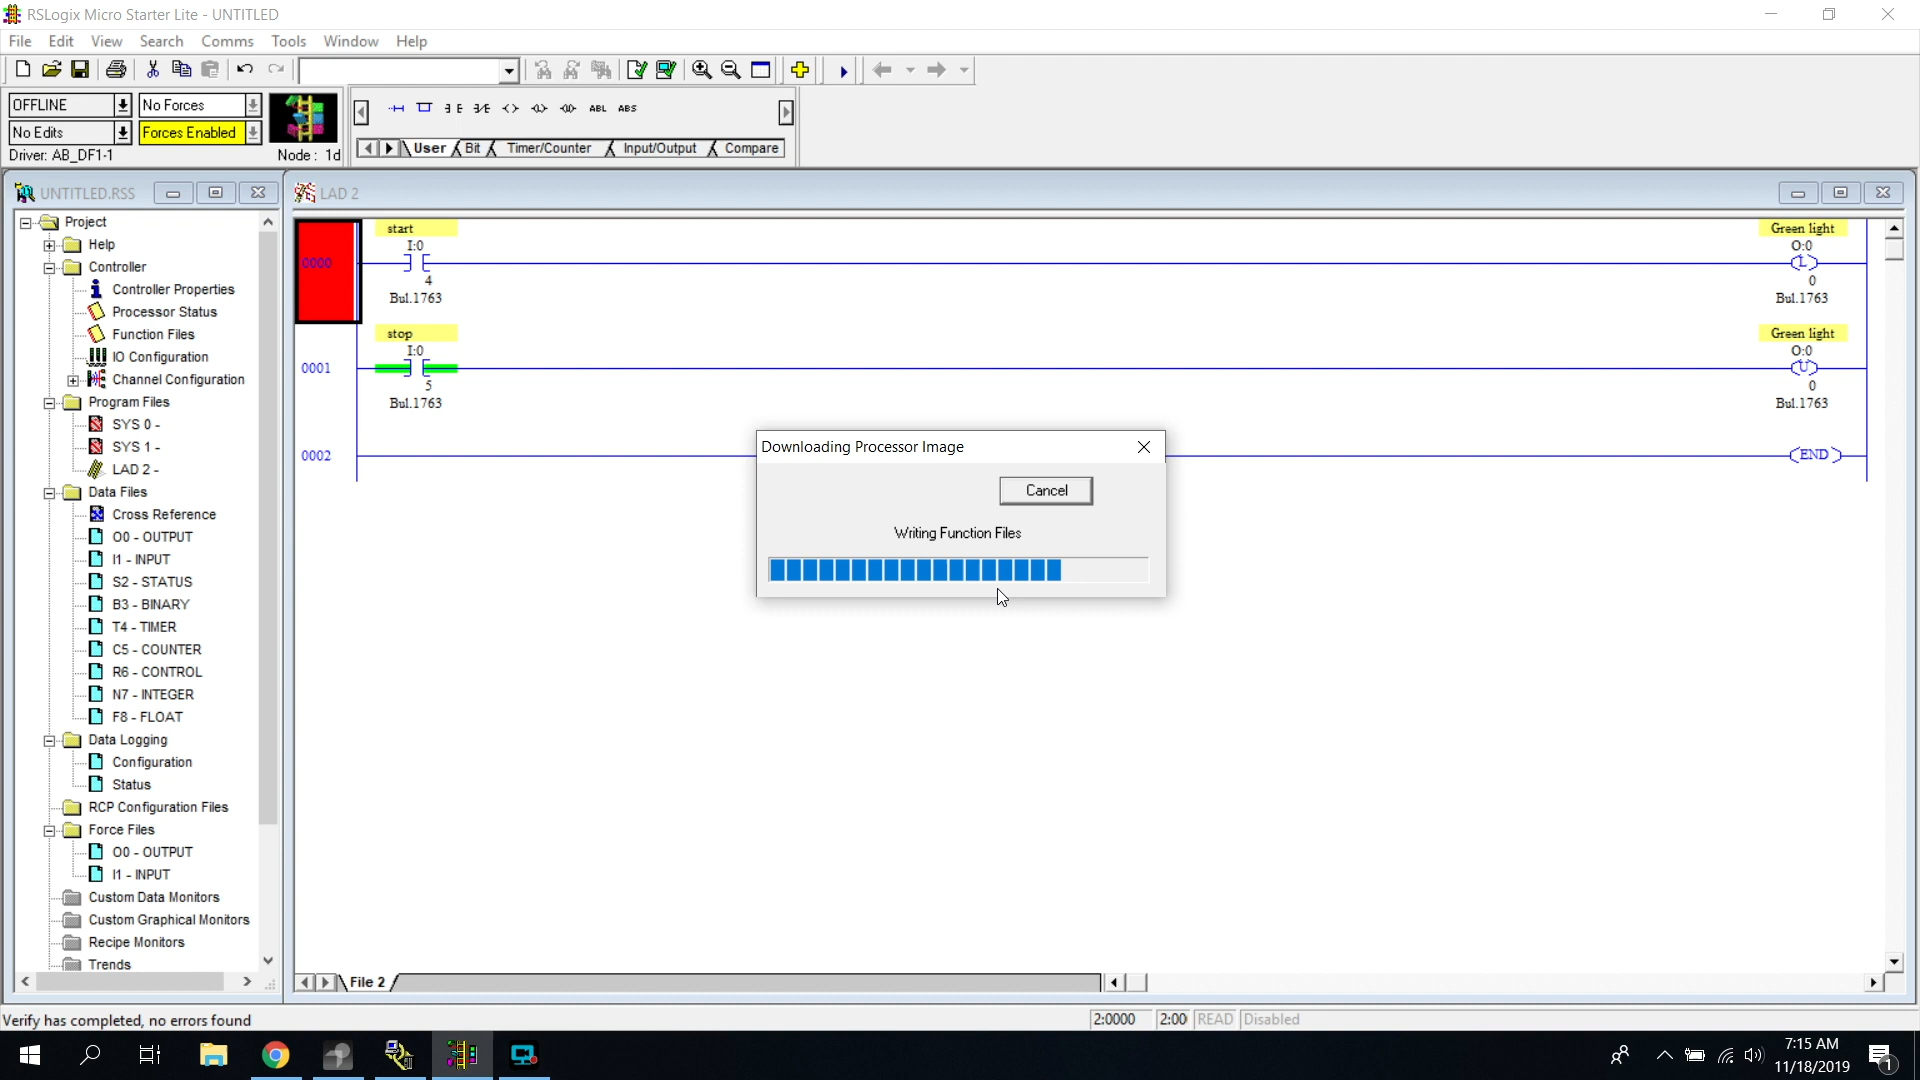 RSLogix Micro Starter Lite - UNTITLED
File Edit View Search Comms Tools Window Help
OFFLINE No Forces
No Edits Forces Enabled
Driver: AB_DF1-1 Node : 1d
ABL ABS
User Bit Timer/Counter Input/Output Compare
UNTITLED.RSS
Project
Help
Controller
Controller Properties
Processor Status
Function Files
IO Configuration
Channel Configuration
Program Files
SYS 0 -
SYS 1 -
LAD 2 -
Data Files
Cross Reference
O0 - OUTPUT
I1 - INPUT
S2 - STATUS
B3 - BINARY
T4 - TIMER
C5 - COUNTER
R6 - CONTROL
N7 - INTEGER
F8 - FLOAT
Data Logging
Configuration
Status
RCP Configuration Files
Force Files
O0 - OUTPUT
I1 - INPUT
Custom Data Monitors
Custom Graphical Monitors
Recipe Monitors
Trends
LAD 2
start Green light
I:0 O:0
0000 L
4 0
Bul.1763 Bul.1763
stop Green light
I:0 O:0
0001 U
5 0
Bul.1763 Bul.1763
0002 END
Downloading Processor Image
Cancel
Writing Function Files
File 2
Verify has completed, no errors found 2:0000 2:00 READ Disabled
7:15 AM
11/18/2019
1